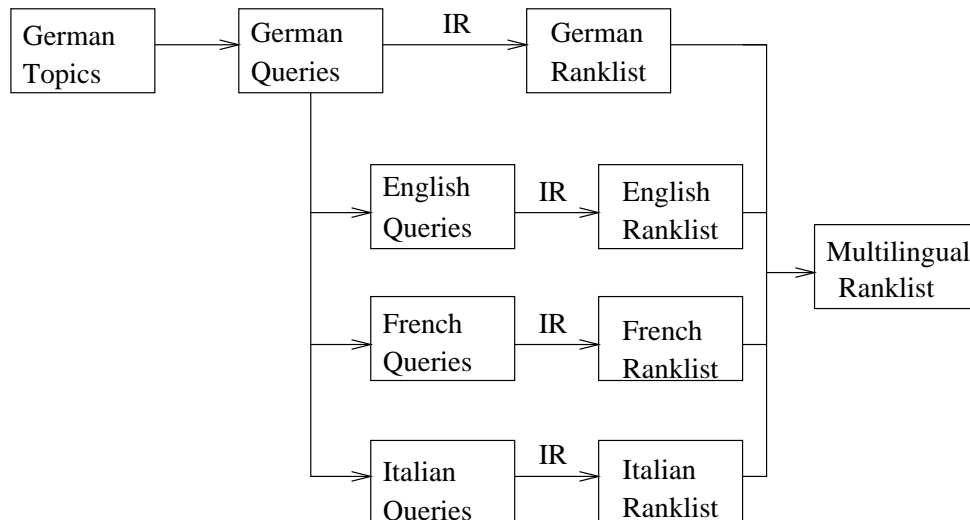 German
Topics
German
Queries
IR
German
Ranklist
English
Queries
IR
English
Ranklist
Multilingual
Ranklist
French
Queries
IR
French
Ranklist
Italian
Queries
IR
Italian
Ranklist